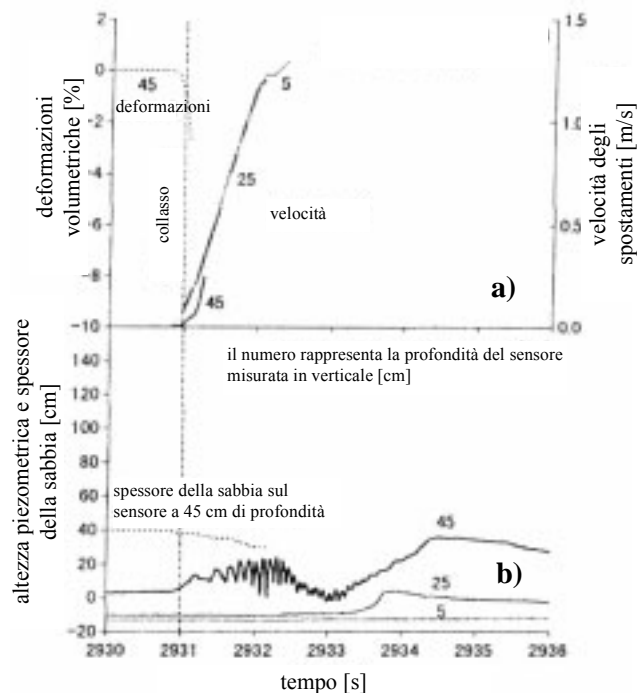 deformazioni
volumetriche [%]
2
0
-2
-4
-6
-8
-10
45
deformazioni
collasso
5
25
velocità
45
a)
1.5
1.0
0.5
0.0
velocità degli
spostamenti [m/s]
il numero rappresenta la profondità del sensore
misurata in verticale [cm]
altezza piezometrica e spessore
della sabbia [cm]
140
120
100
80
60
40
20
0
-20
spessore della sabbia sul
sensore a 45 cm di profondità
45
25
5
b)
2930
2931
2932
2933
2934
2935
2936
tempo [s]